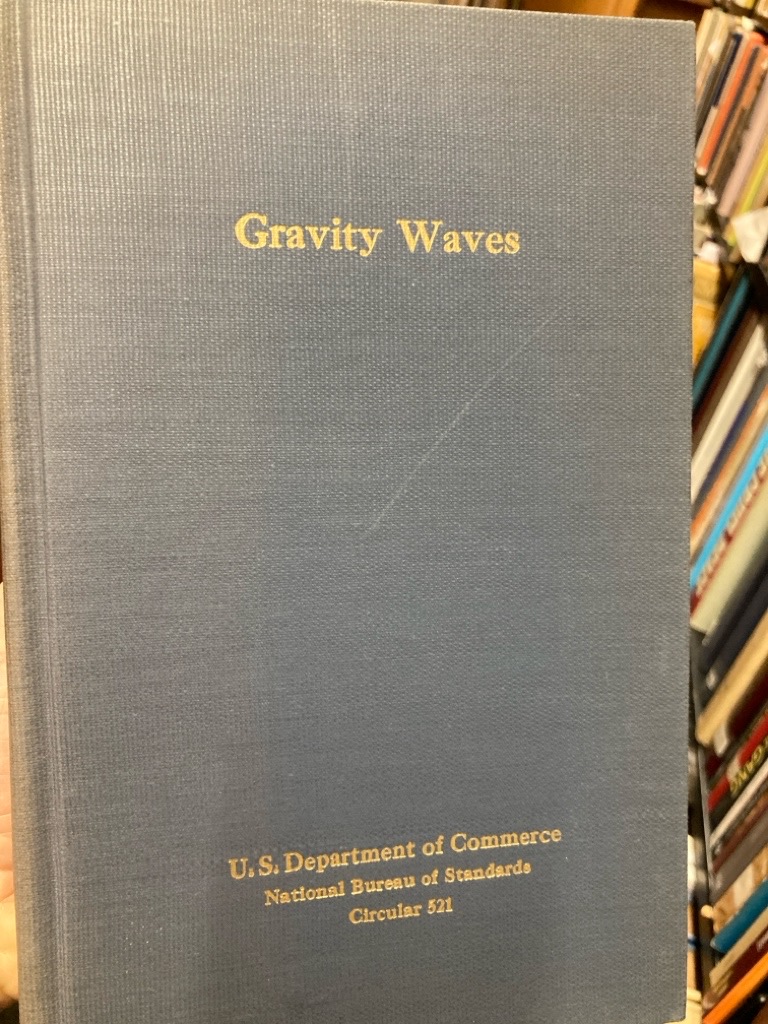 Gravity Waves
U.S. Department of Commerce
National Bureau of Standards
Circular 521